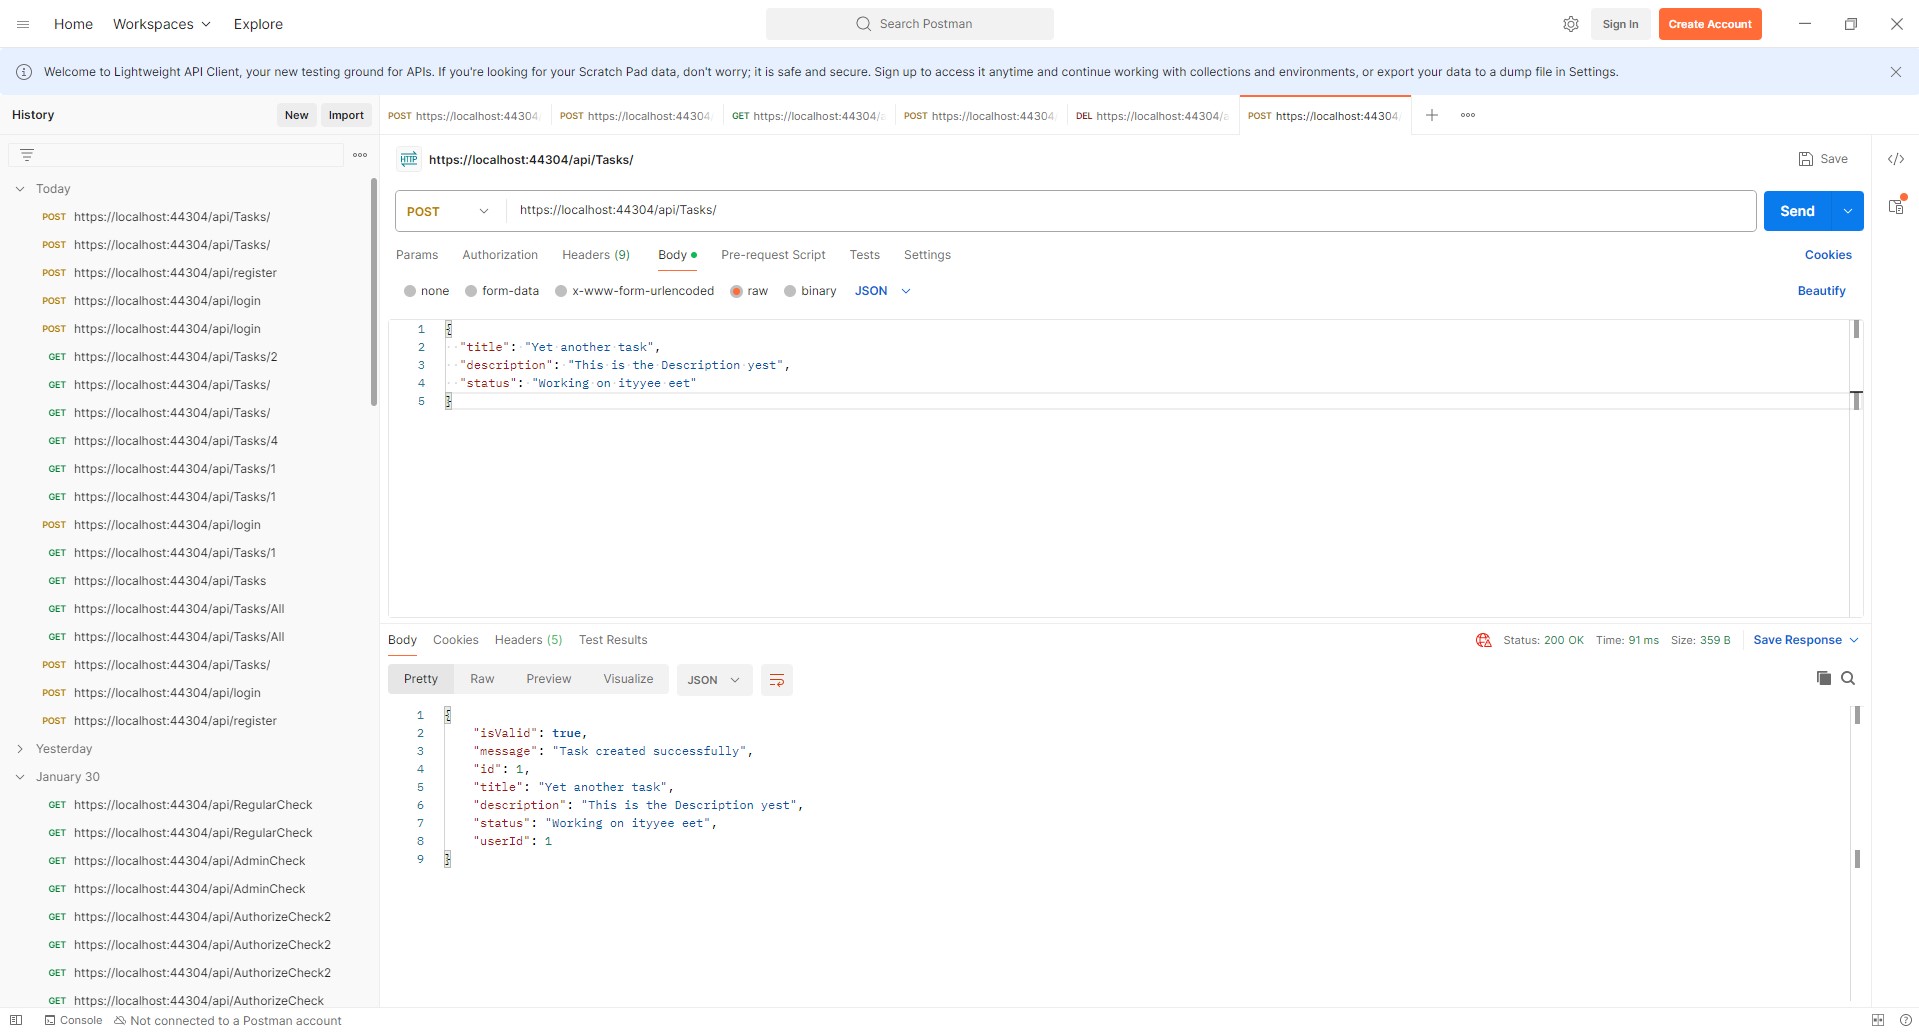 Home Workspaces Explore Search Postman Sign In Create Account
Welcome to Lightweight API Client, your new testing ground for APIs. If you're looking for your Scratch Pad data, don't worry; it is safe and secure. Sign up to access it anytime and continue working with collections and environments, or export your data to a dump file in Settings.
History New Import
POST https://localhost:44304 POST https://localhost:44304/ GET https://localhost:44304/a POST https://localhost:44304 DEL https://localhost:44304/a POST https://localhost:44304/
HTTP https://localhost:44304/api/Tasks/ Save
POST https://localhost:44304/api/Tasks/ Send
Params Authorization Headers (9) Body Pre-request Script Tests Settings Cookies
none form-data x-www-form-urlencoded raw binary JSON Beautify
1 {
2 "title": "Yet another task",
3 "description": "This is the Description yest",
4 "status": "Working on ityyee eet"
5 }
Today
POST https://localhost:44304/api/Tasks/
POST https://localhost:44304/api/Tasks/
POST https://localhost:44304/api/register
POST https://localhost:44304/api/login
POST https://localhost:44304/api/login
GET https://localhost:44304/api/Tasks/2
GET https://localhost:44304/api/Tasks/
GET https://localhost:44304/api/Tasks/
GET https://localhost:44304/api/Tasks/4
GET https://localhost:44304/api/Tasks/1
GET https://localhost:44304/api/Tasks/1
POST https://localhost:44304/api/login
GET https://localhost:44304/api/Tasks/1
GET https://localhost:44304/api/Tasks
GET https://localhost:44304/api/Tasks/All
GET https://localhost:44304/api/Tasks/All
POST https://localhost:44304/api/Tasks/
POST https://localhost:44304/api/login
POST https://localhost:44304/api/register
Yesterday
January 30
GET https://localhost:44304/api/RegularCheck
GET https://localhost:44304/api/RegularCheck
GET https://localhost:44304/api/AdminCheck
GET https://localhost:44304/api/AdminCheck
GET https://localhost:44304/api/AuthorizeCheck2
GET https://localhost:44304/api/AuthorizeCheck2
GET https://localhost:44304/api/AuthorizeCheck2
GET https://localhost:44304/api/AuthorizeCheck
Body Cookies Headers (5) Test Results Status: 200 OK Time: 91 ms Size: 359 B Save Response
Pretty Raw Preview Visualize JSON
1 {
2 "isValid": true,
3 "message": "Task created successfully",
4 "id": 1,
5 "title": "Yet another task",
6 "description": "This is the Description yest",
7 "status": "Working on ityyee eet",
8 "userId": 1
9 }
Console Not connected to a Postman account